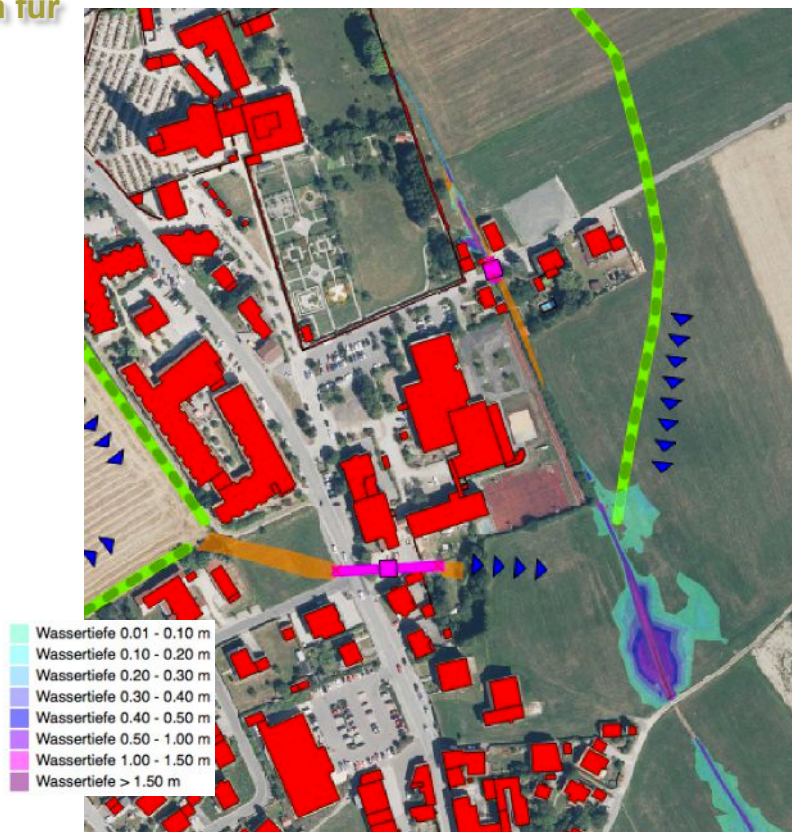 für
Wassertiefe 0.01 - 0.10 m
Wassertiefe 0.10 - 0.20 m
Wassertiefe 0.20 - 0.30 m
Wassertiefe 0.30 - 0.40 m
Wassertiefe 0.40 - 0.50 m
Wassertiefe 0.50 - 1.00 m
Wassertiefe 1.00 - 1.50 m
Wassertiefe > 1.50 m